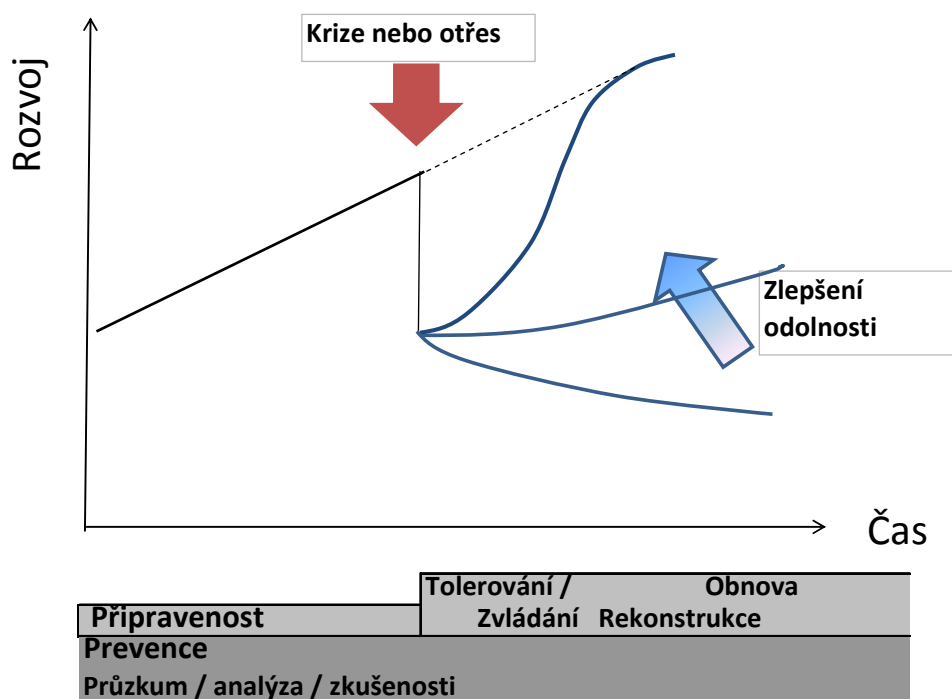 Krize nebo otřes
Rozvoj
Zlepšení
odolnosti
Čas
Tolerování / Obnova
Zvládání Rekonstrukce
Připravenost
Prevence
Průzkum / analýza / zkušenosti